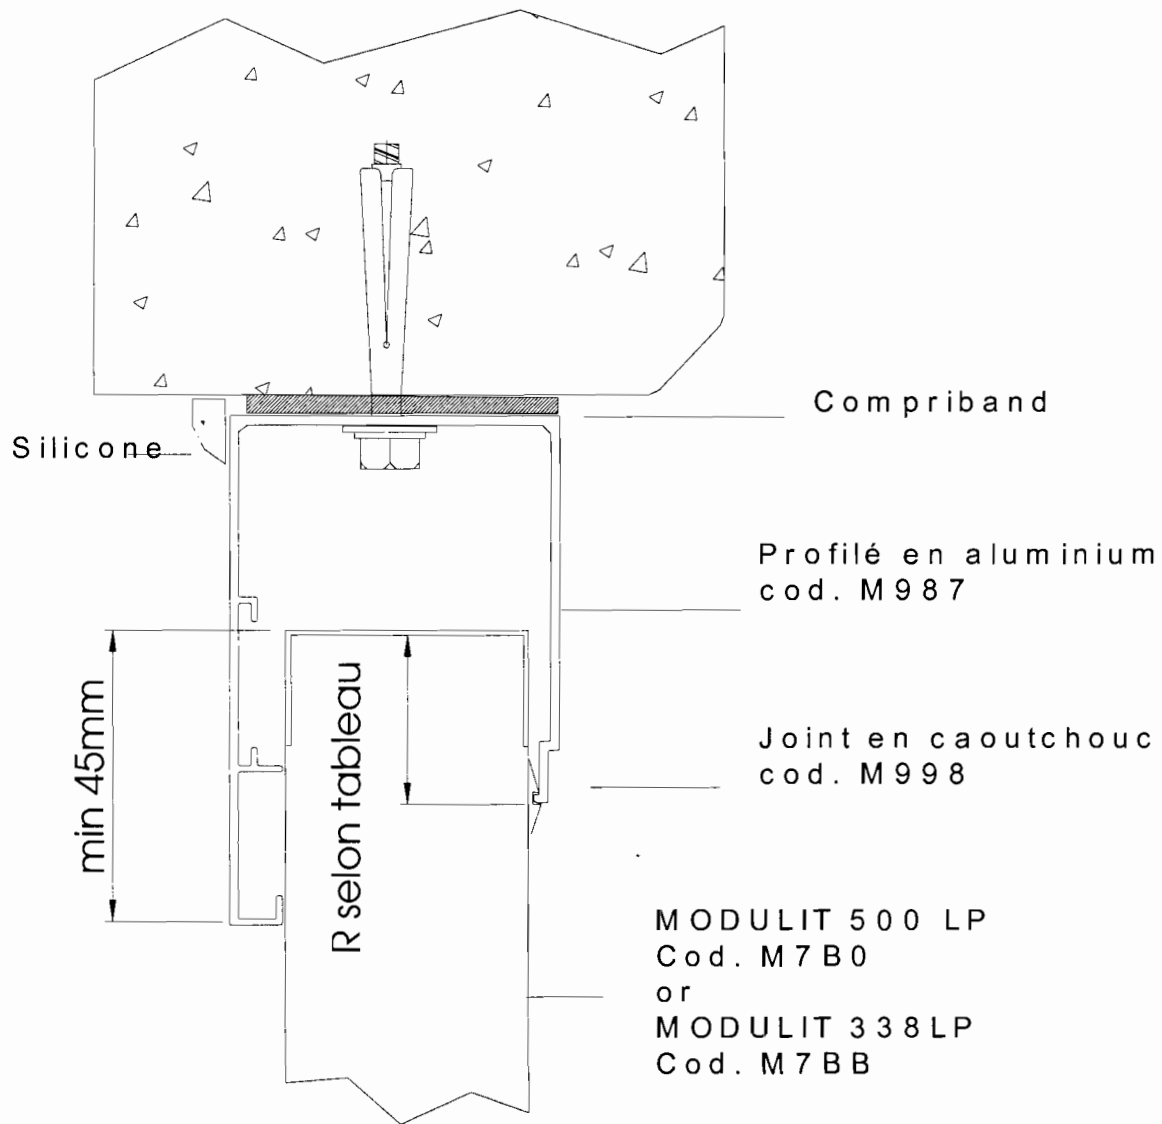 Compriband
Silicone
Profilé en aluminium
cod. M987
min 45mm
R selon tableau
Joint en caoutchouc
cod. M998
MODULIT 500 LP
Cod. M7B0
or
MODULIT 338LP
Cod. M7BB